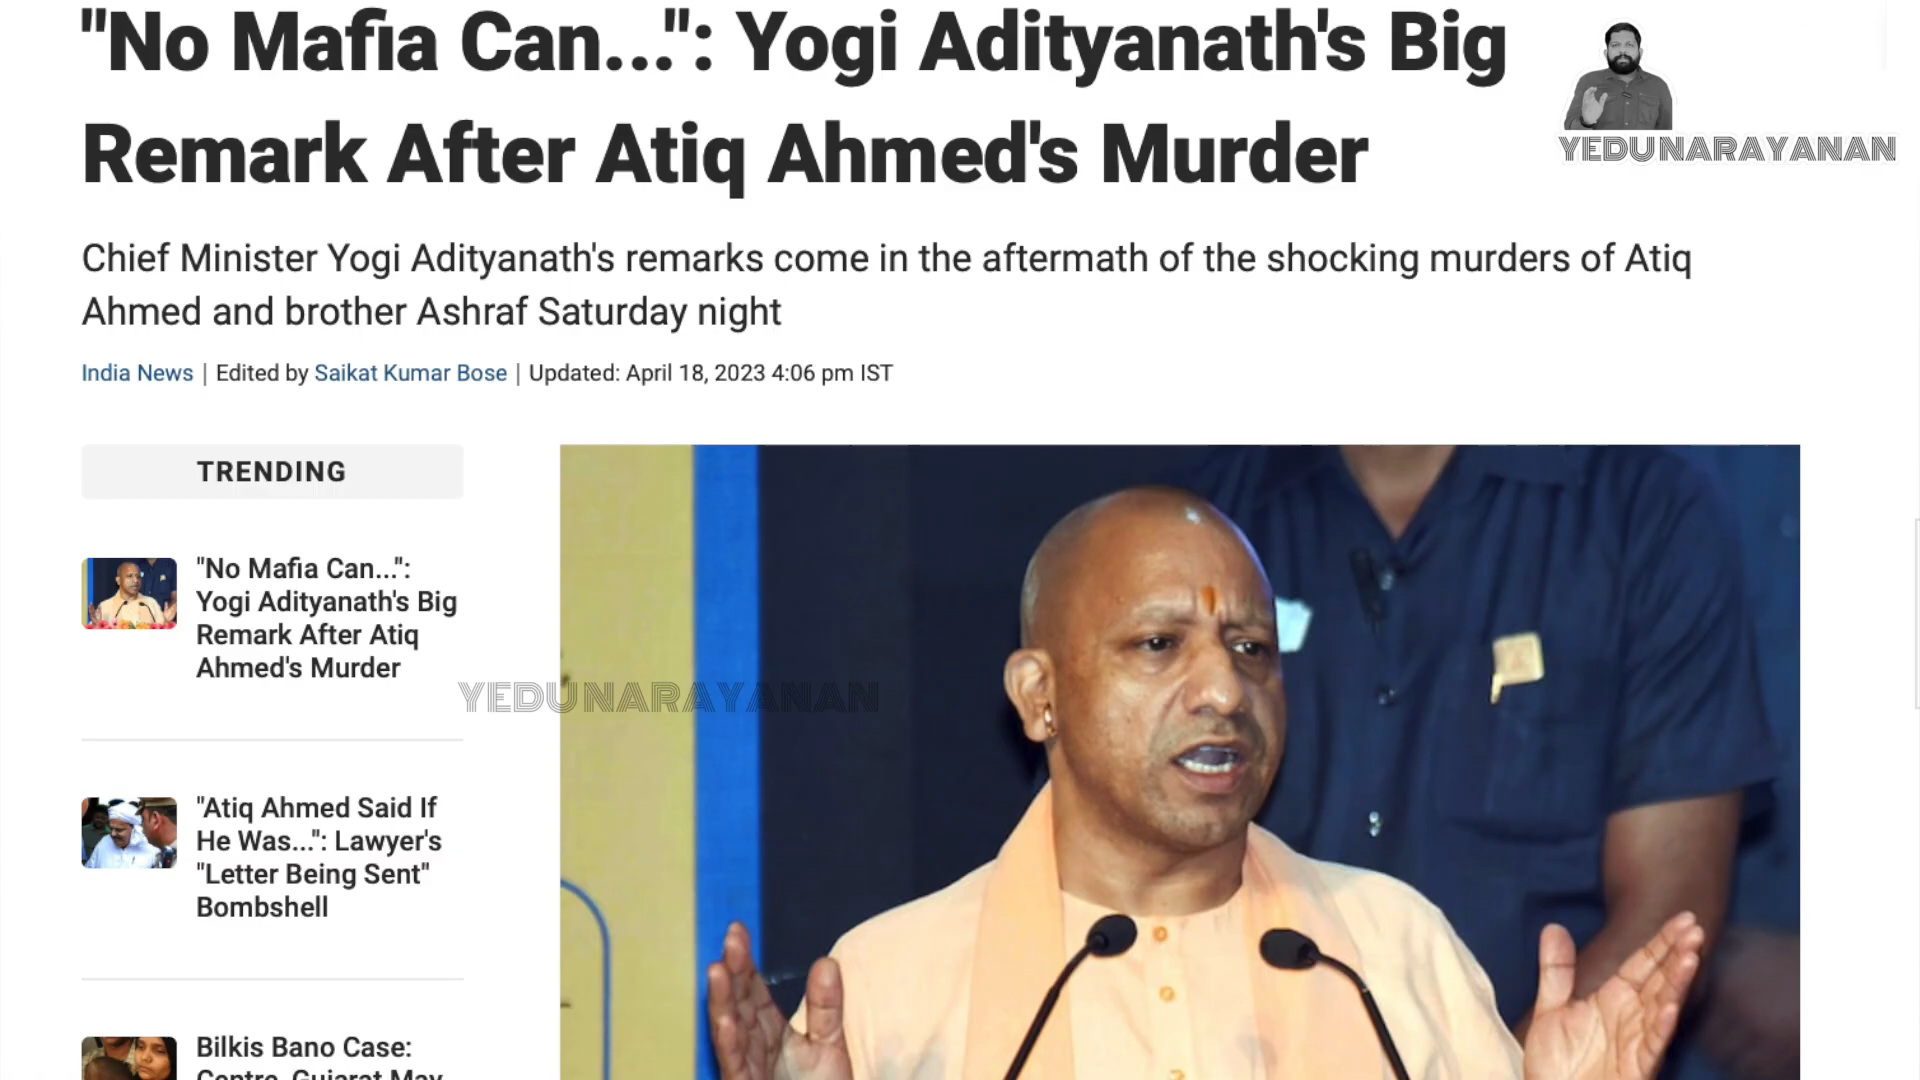 "No Mafia Can...": Yogi Adityanath's Big
Remark After Atiq Ahmed's Murder
YEDUNARAYANAN
Chief Minister Yogi Adityanath's remarks come in the aftermath of the shocking murders of Atiq
Ahmed and brother Ashraf Saturday night
India News | Edited by Saikat Kumar Bose | Updated: April 18, 2023 4:06 pm IST
TRENDING
"No Mafia Can...":
Yogi Adityanath's Big
Remark After Atiq
Ahmed's Murder
YEDUNARAYANAN
"Atiq Ahmed Said If
He Was...": Lawyer's
"Letter Being Sent"
Bombshell
Bilkis Bano Case:
Centre, Gujarat May